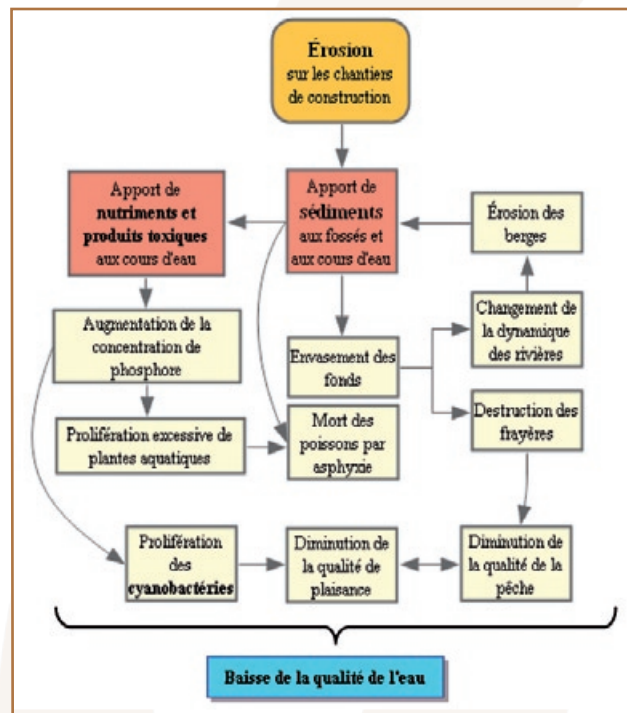 Érosion
sur les chantiers
de construction
Apport de
nutriments et
produits toxiques
aux cours d'eau
Apport de
sédiments
aux fossés et
aux cours d'eau
Érosion des
berges
Augmentation de la
concentration de
phosphore
Envasement des
fonds
Changement de
la dynamique
des rivières
Prolifération excessive de
plantes aquatiques
Mort des
poissons par
asphyxie
Destruction des
frayères
Prolifération
des
cyanobactéries
Diminution de
la qualité de
plaisance
Diminution de
la qualité de la
pêche
Baisse de la qualité de l'eau